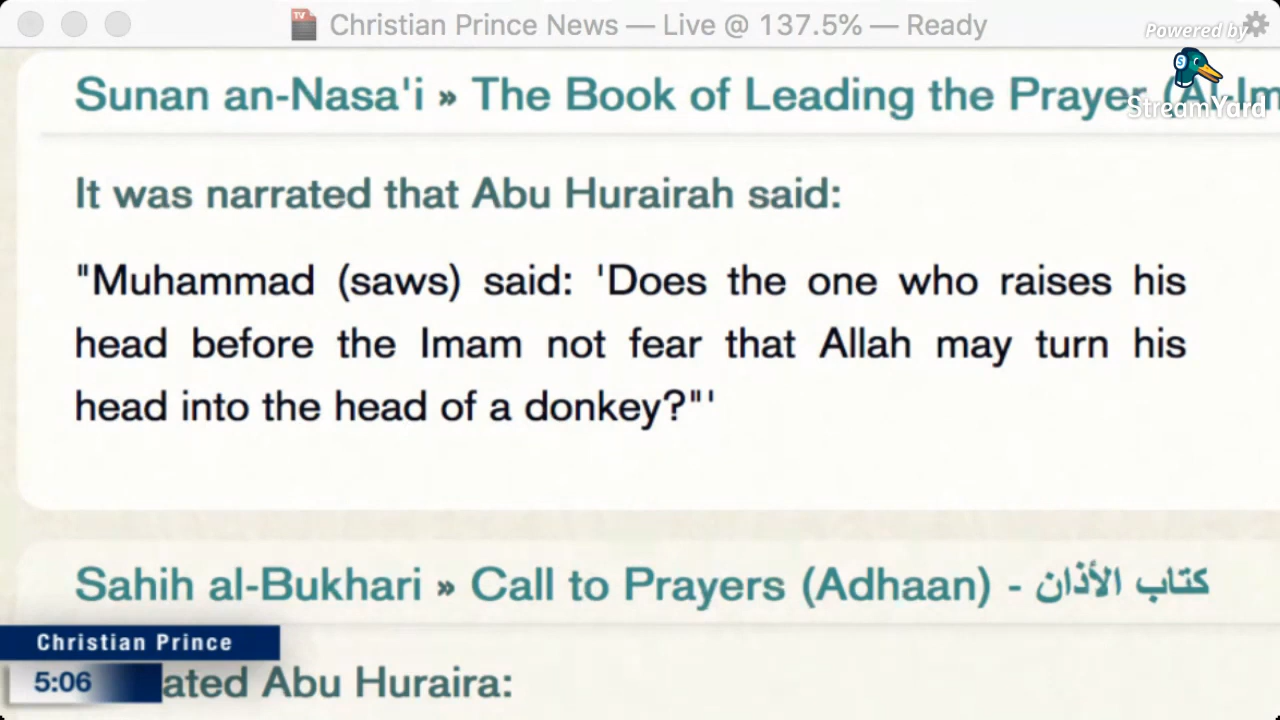 Christian Prince News — Live @ 137.5% — Ready
Powered by
StreamYard
Sunan an-Nasa'i » The Book of Leading the Prayer
It was narrated that Abu Hurairah said:
"Muhammad (saws) said: 'Does the one who raises his
head before the Imam not fear that Allah may turn his
head into the head of a donkey?"'
Sahih al-Bukhari » Call to Prayers (Adhaan) - كتاب الأذان
Christian Prince
5:06
ated Abu Huraira: